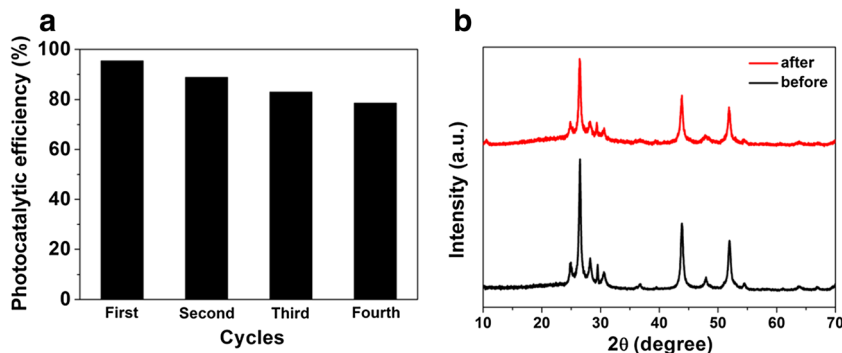 a
Photocatalytic efficiency (%)
100
80
60
40
20
0
First Second Third Fourth
Cycles
b
Intensity (a.u.)
after
before
10 20 30 40 50 60 70
2θ (degree)